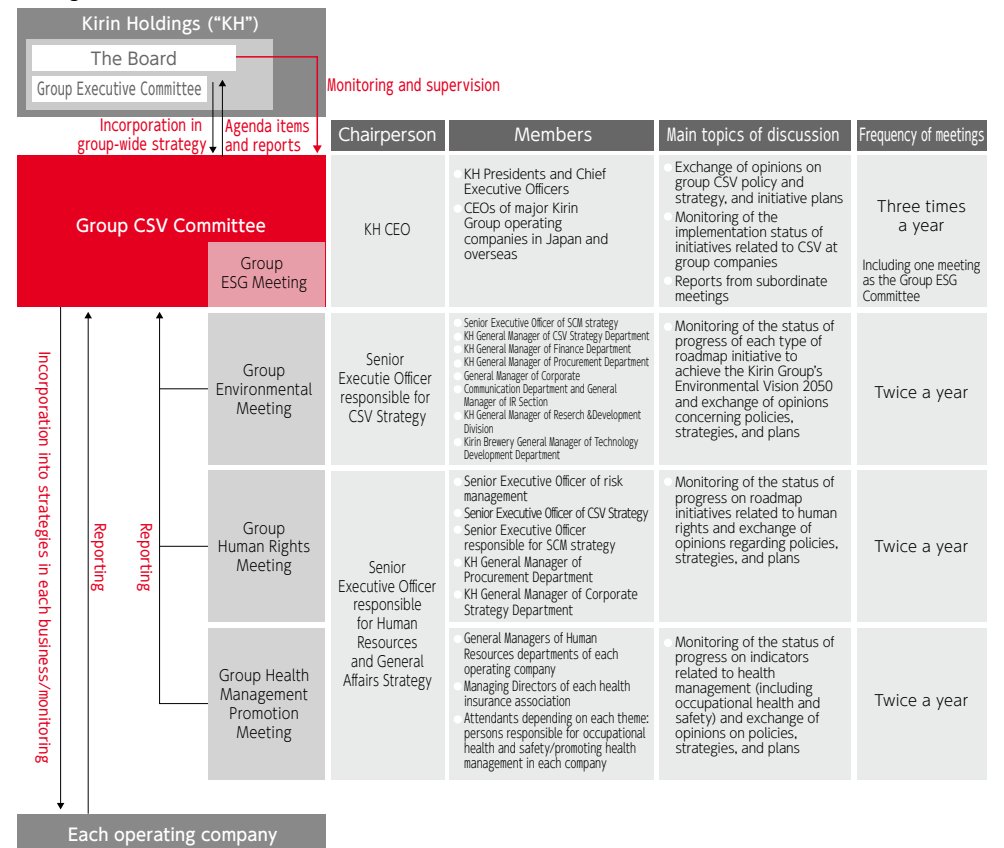 Kirin Holdings (“KH”)
The Board
Group Executive Committee
Monitoring and supervision
Incorporation in
group-wide strategy
Agenda items
and reports
Chairperson
Members
Main topics of discussion
Frequency of meetings
Group CSV Committee
Group
ESG Meeting
KH CEO
KH Presidents and Chief
Executive Officers
CEOs of major Kirin
Group operating
companies in Japan and
overseas
Exchange of opinions on
group CSV policy and
strategy, and initiative plans
Monitoring of the
implementation status of
initiatives related to CSV at
group companies
Reports from subordinate
meetings
Three times
a year
Including one meeting
as the Group ESG
Committee
Group
Environmental
Meeting
Senior
Executie Officer
responsible for
CSV Strategy
Senior Executive Officer of SCM strategy
KH General Manager of CSV Strategy Department
KH General Manager of Finance Department
KH General Manager of Procurement Department
General Manager of Corporate
Communication Department and General
Manager of IR Section
KH General Manager of Reserch &Development
Division
Kirin Brewery General Manager of Technology
Development Department
Monitoring of the status of
progress of each type of
roadmap initiative to
achieve the Kirin Group's
Environmental Vision 2050
and exchange of opinions
concerning policies,
strategies, and plans
Twice a year
Group
Human Rights
Meeting
Senior
Executive Officer
responsible
for Human
Resources
and General
Affairs Strategy
Senior Executive Officer of risk
management
Senior Executive Officer of CSV Strategy
Senior Executive Officer
responsible for SCM strategy
KH General Manager of
Procurement Department
KH General Manager of Corporate
Strategy Department
Monitoring of the status of
progress on roadmap
initiatives related to human
rights and exchange of
opinions regarding policies,
strategies, and plans
Twice a year
Group Health
Management
Promotion
Meeting
General Managers of Human
Resources departments of each
operating company
Managing Directors of each health
insurance association
Attendants depending on each theme:
persons responsible for occupational
health and safety/promoting health
management in each company
Monitoring of the status of
progress on indicators
related to health
management (including
occupational health and
safety) and exchange of
opinions on policies,
strategies, and plans
Twice a year
Incorporation into strategies in each business/monitoring
Reporting
Reporting
Each operating company